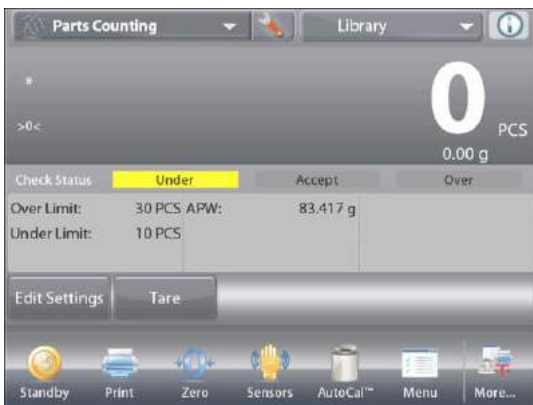 Parts Counting Library
*
>0<
0 PCS
0.00 g
Check Status Under Accept Over
Over Limit: 30 PCS APW: 83.417 g
Under Limit: 10 PCS
Edit Settings Tare
Standby Print Zero Sensors AutoCal™ Menu More...